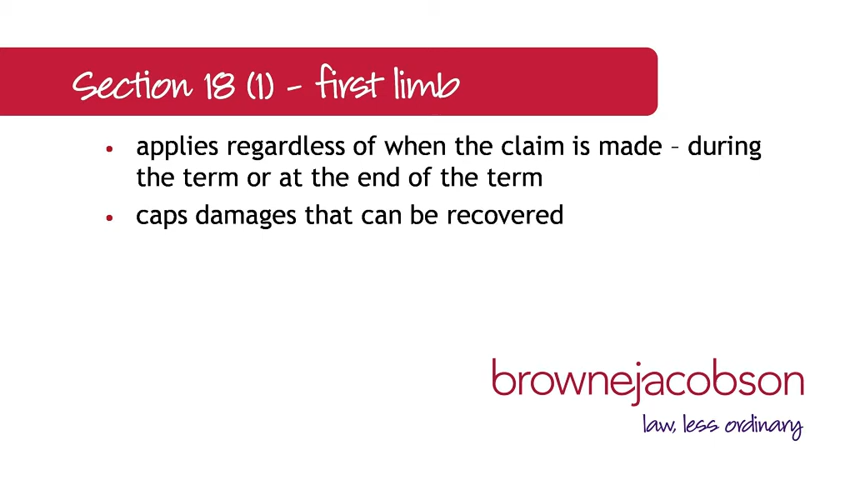 Section 18 (1) – first limb
• applies regardless of when the claim is made – during
the term or at the end of the term
• caps damages that can be recovered
brownejacobson
law, less ordinary